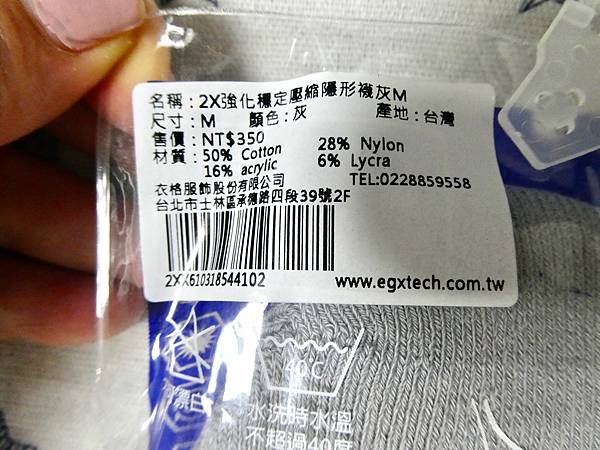 名稱：2X強化穩定壓縮隱形襪灰M
尺寸：M 顏色：灰 產地：台灣
售價：NT$350
材質：50% Cotton 28% Nylon
16% acrylic 6% Lycra
衣格服飾股份有限公司 TEL:0228859558
台北市士林區承德路四段39號2F
2XX610318544102 www.egxtech.com.tw
40℃
漂白
水洗時水溫
不超過40度